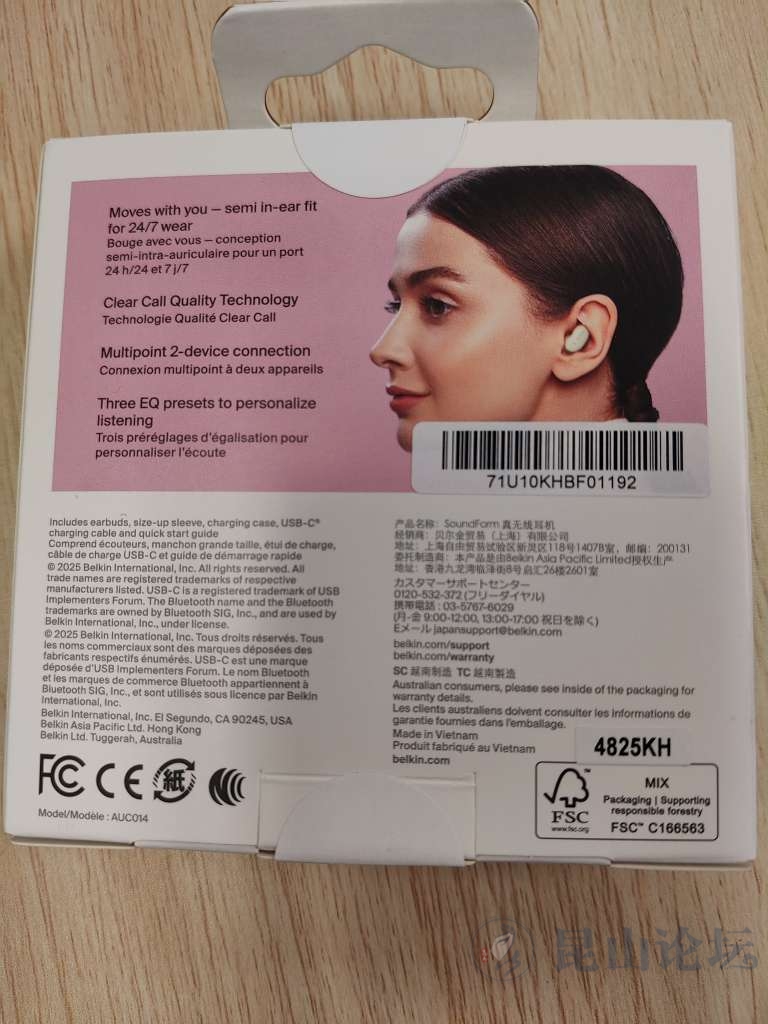 Moves with you — semi in-ear fit
for 24/7 wear
Bouge avec vous — conception
semi-intra-auriculaire pour un port
24 h/24 et 7 j/7
Clear Call Quality Technology
Technologie Qualité Clear Call
Multipoint 2-device connection
Connexion multipoint à deux appareils
Three EQ presets to personalize
listening
Trois préréglages d'égalisation pour
personnaliser l'écoute
71U10KHBF01192
Includes earbuds, size-up sleeve, charging case, USB-C®
charging cable and quick start guide
Comprend écouteurs, manchon grande taille, étui de charge,
câble de charge USB-C et guide de démarrage rapide
© 2025 Belkin International, Inc. All rights reserved. All
trade names are registered trademarks of respective
manufacturers listed. USB-C is a registered trademark of USB
Implementers Forum. The Bluetooth name and the Bluetooth
trademarks are owned by Bluetooth SIG, Inc., and are used by
Belkin International, Inc., under license.
© 2025 Belkin International, Inc. Tous droits réservés. Tous
les noms commerciaux sont des marques déposées des
fabricants respectifs énumérés. USB-C est une marque
déposée d'USB Implementers Forum. Le nom Bluetooth
et les marques de commerce Bluetooth appartiennent à
Bluetooth SIG, Inc., et sont utilisés sous licence par Belkin
International, Inc.
Belkin International, Inc. El Segundo, CA 90245, USA
Belkin Asia Pacific Ltd. Hong Kong
Belkin Ltd. Tuggerah, Australia
FC CE 紙
Model/Modèle : AUC014
产品名称：SoundForm 真无线耳机
经销商：贝尔金贸易（上海）有限公司
地址：上海自由贸易试验区新灵区118号1407B室，邮编：200131
委托制造商：本产品是由Belkin Asia Pacific Limited授权生产
地址：香港九龙湾临泽街8号启汇26楼2601室
カスタマーサポートセンター
0120-532-372 (フリーダイヤル)
携帯電話 : 03-5767-6029
(月-金 9:00-12:00, 13:00-17:00 祝日を除く)
Eメール japansupport@belkin.com
belkin.com/support
belkin.com/warranty
SC 越南制造 TC 越南製造
Australian consumers, please see inside of the packaging for
warranty details.
Les clients australiens doivent consulter les informations de
garantie fournies dans l'emballage.
Made in Vietnam
Produit fabriqué au Vietnam
belkin.com
4825KH
FSC
www.fsc.org
MIX
Packaging | Supporting
responsible forestry
FSC™ C166563
昆山论坛